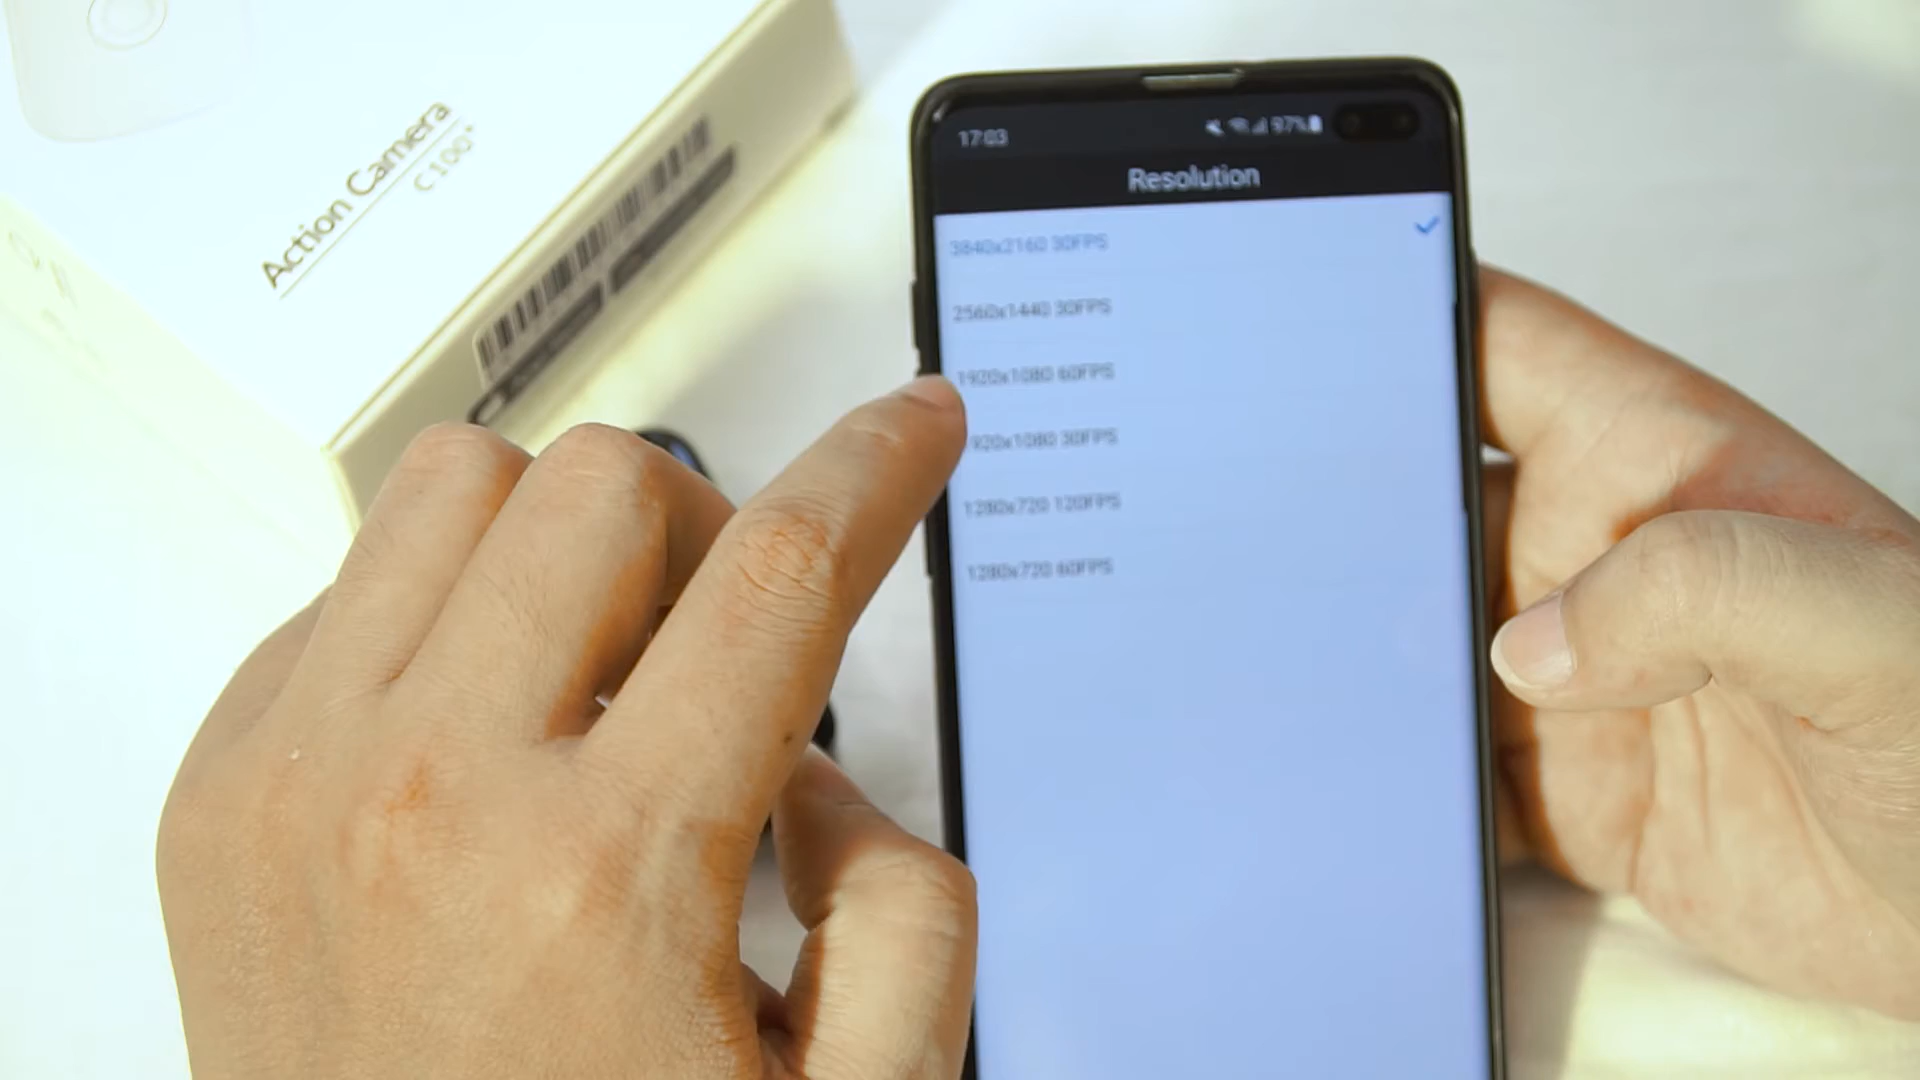 Action Camera
C100+
17:03
97%
Resolution
3840x2160 30FPS
2560x1440 30FPS
1920x1080 60FPS
1920x1080 30FPS
1280x720 120FPS
1280x720 60FPS